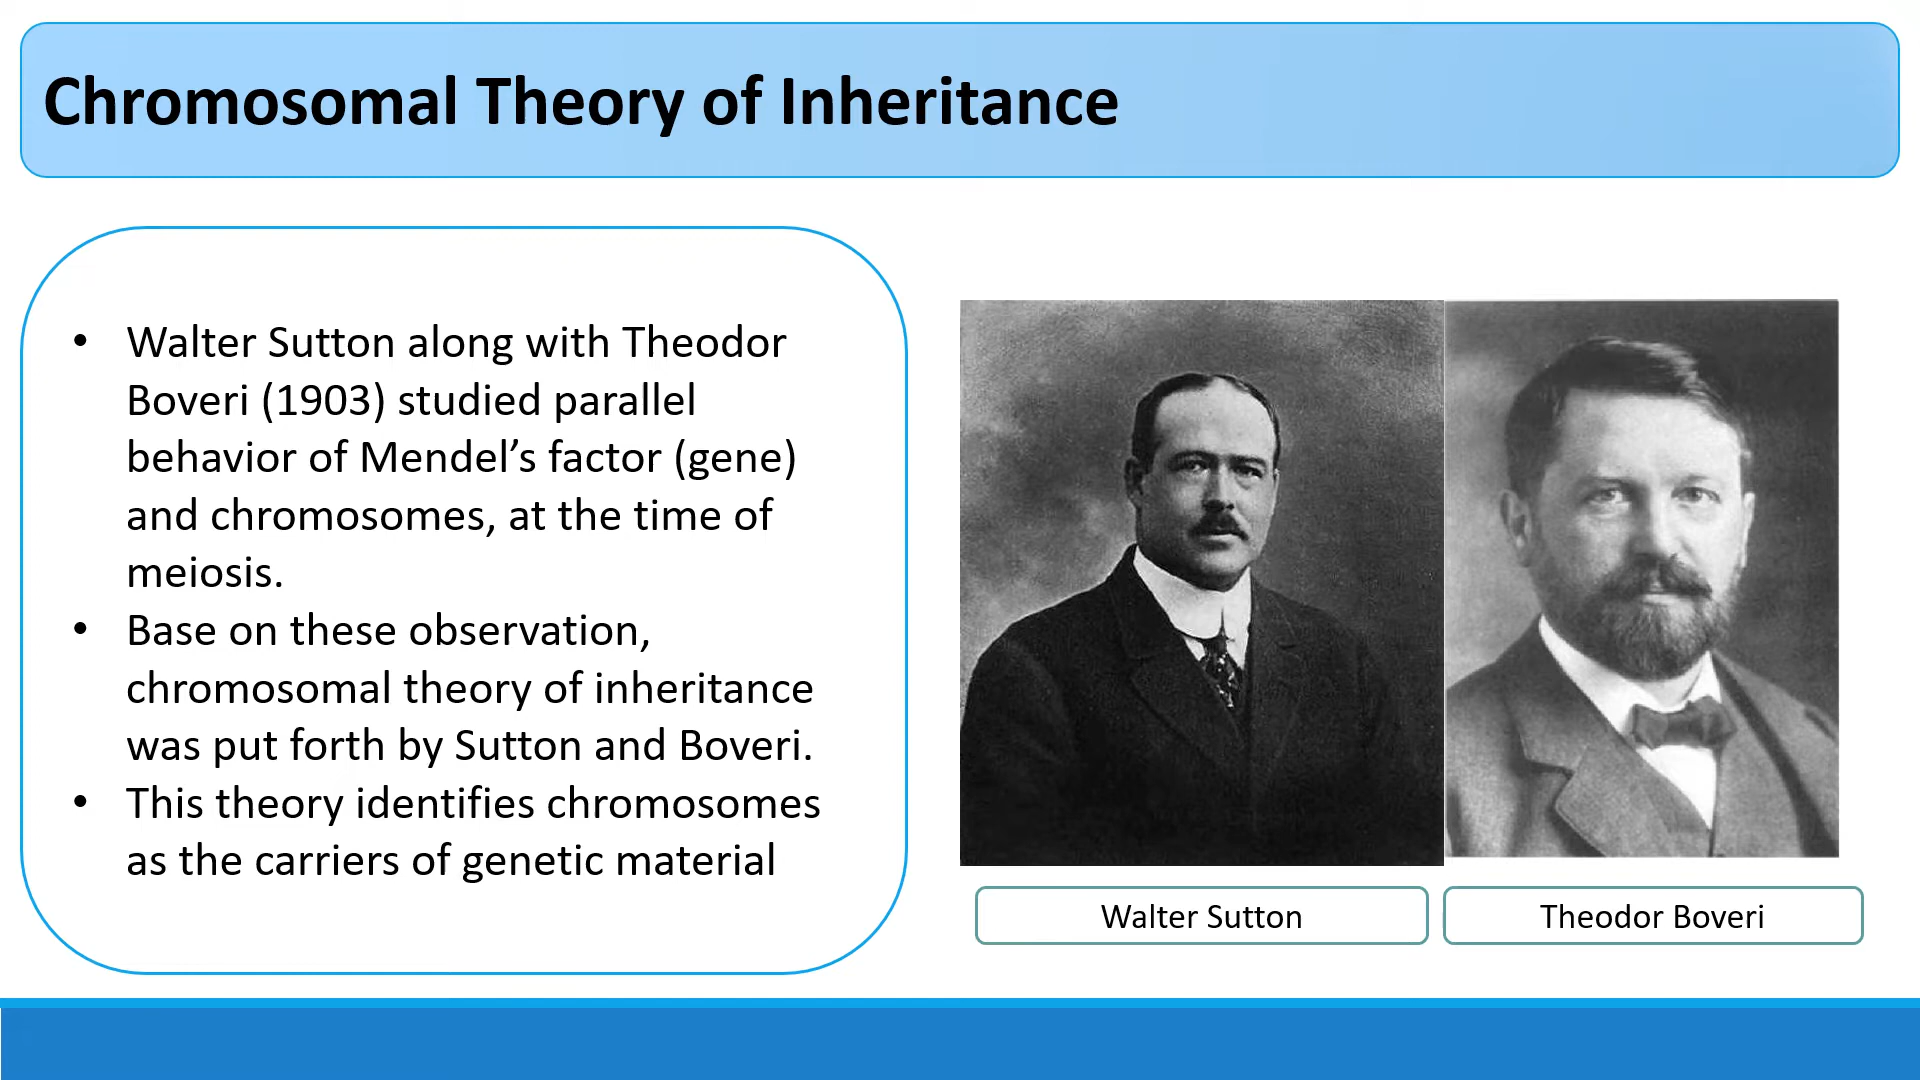 Chromosomal Theory of Inheritance
• Walter Sutton along with Theodor
Boveri (1903) studied parallel
behavior of Mendel’s factor (gene)
and chromosomes, at the time of
meiosis.
• Base on these observation,
chromosomal theory of inheritance
was put forth by Sutton and Boveri.
• This theory identifies chromosomes
as the carriers of genetic material
Walter Sutton
Theodor Boveri